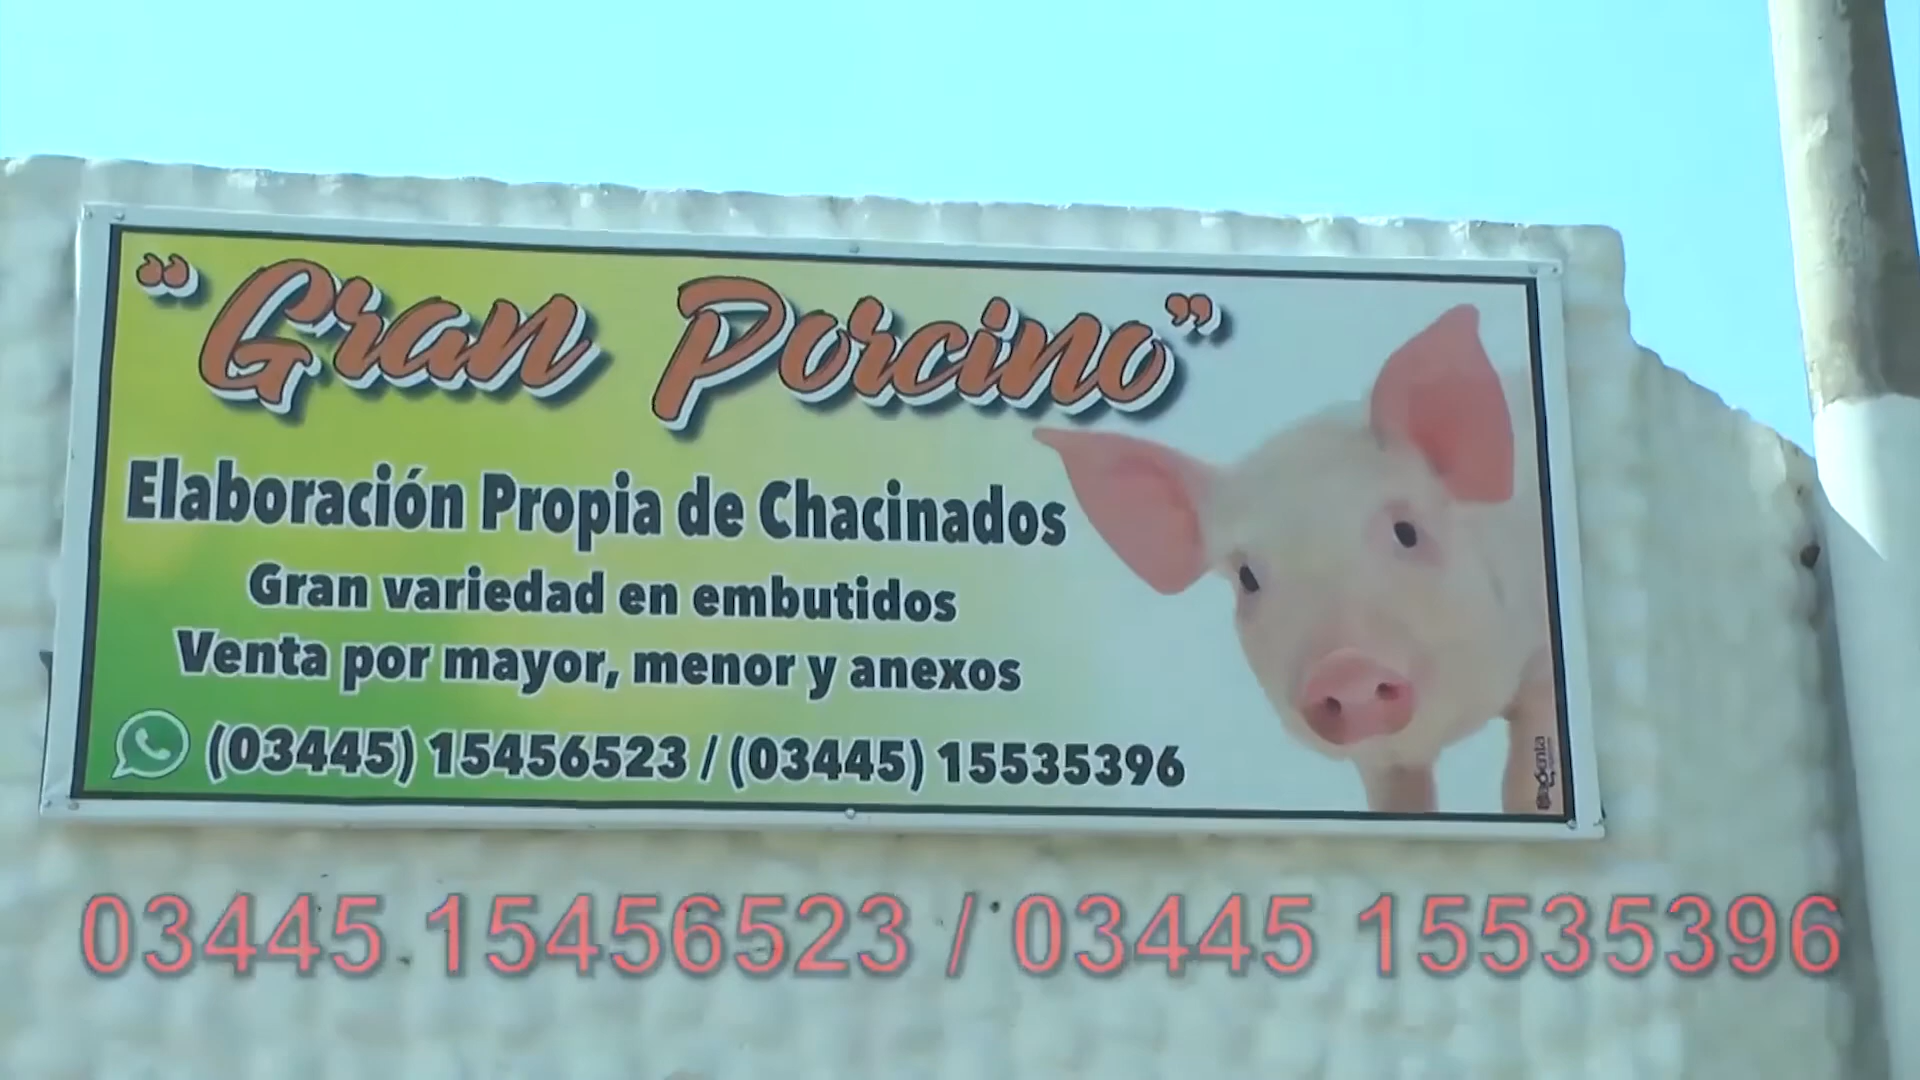 “Gran Porcino”
Elaboración Propia de Chacinados
Gran variedad en embutidos
Venta por mayor, menor y anexos
(03445) 15456523 / (03445) 15535396
03445 15456523 / 03445 15535396